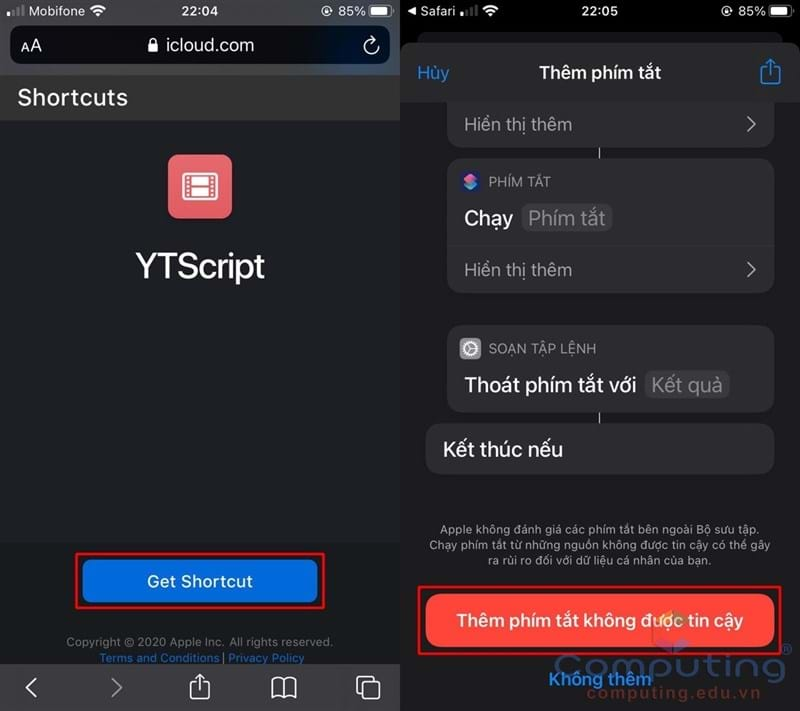 Mobifone 22:04 85%
AA icloud.com
Shortcuts
YTScript
Get Shortcut
Copyright © 2020 Apple Inc. All rights reserved.
Terms and Conditions | Privacy Policy
Safari 22:05 85%
Hủy Thêm phím tắt
Hiển thị thêm
PHÍM TẮT
Chạy Phím tắt
Hiển thị thêm
SOẠN TẬP LỆNH
Thoát phím tắt với Kết quả
Kết thúc nếu
Apple không đánh giá các phím tắt bên ngoài Bộ sưu tập.
Chạy phím tắt từ những nguồn không được tin cậy có thể gây
ra rủi ro đối với dữ liệu cá nhân của bạn.
Thêm phím tắt không được tin cậy
Computing®
Không thêm
computing.edu.vn